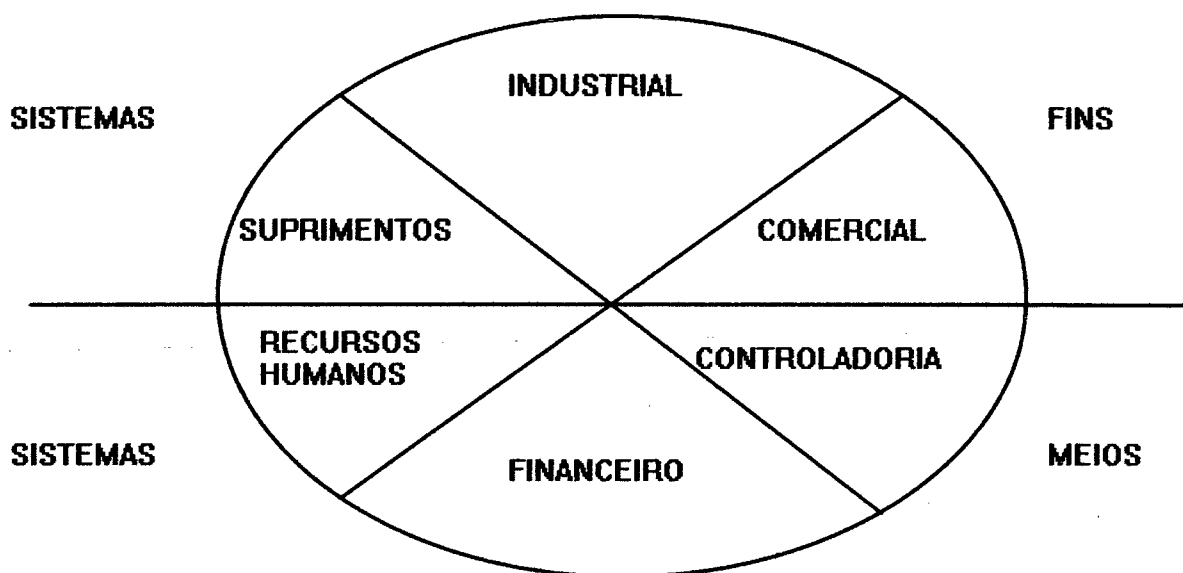 INDUSTRIAL
SISTEMAS
FINS
SUPRIMENTOS
COMERCIAL
RECURSOS
HUMANOS
CONTROLADORIA
SISTEMAS
FINANCEIRO
MEIOS